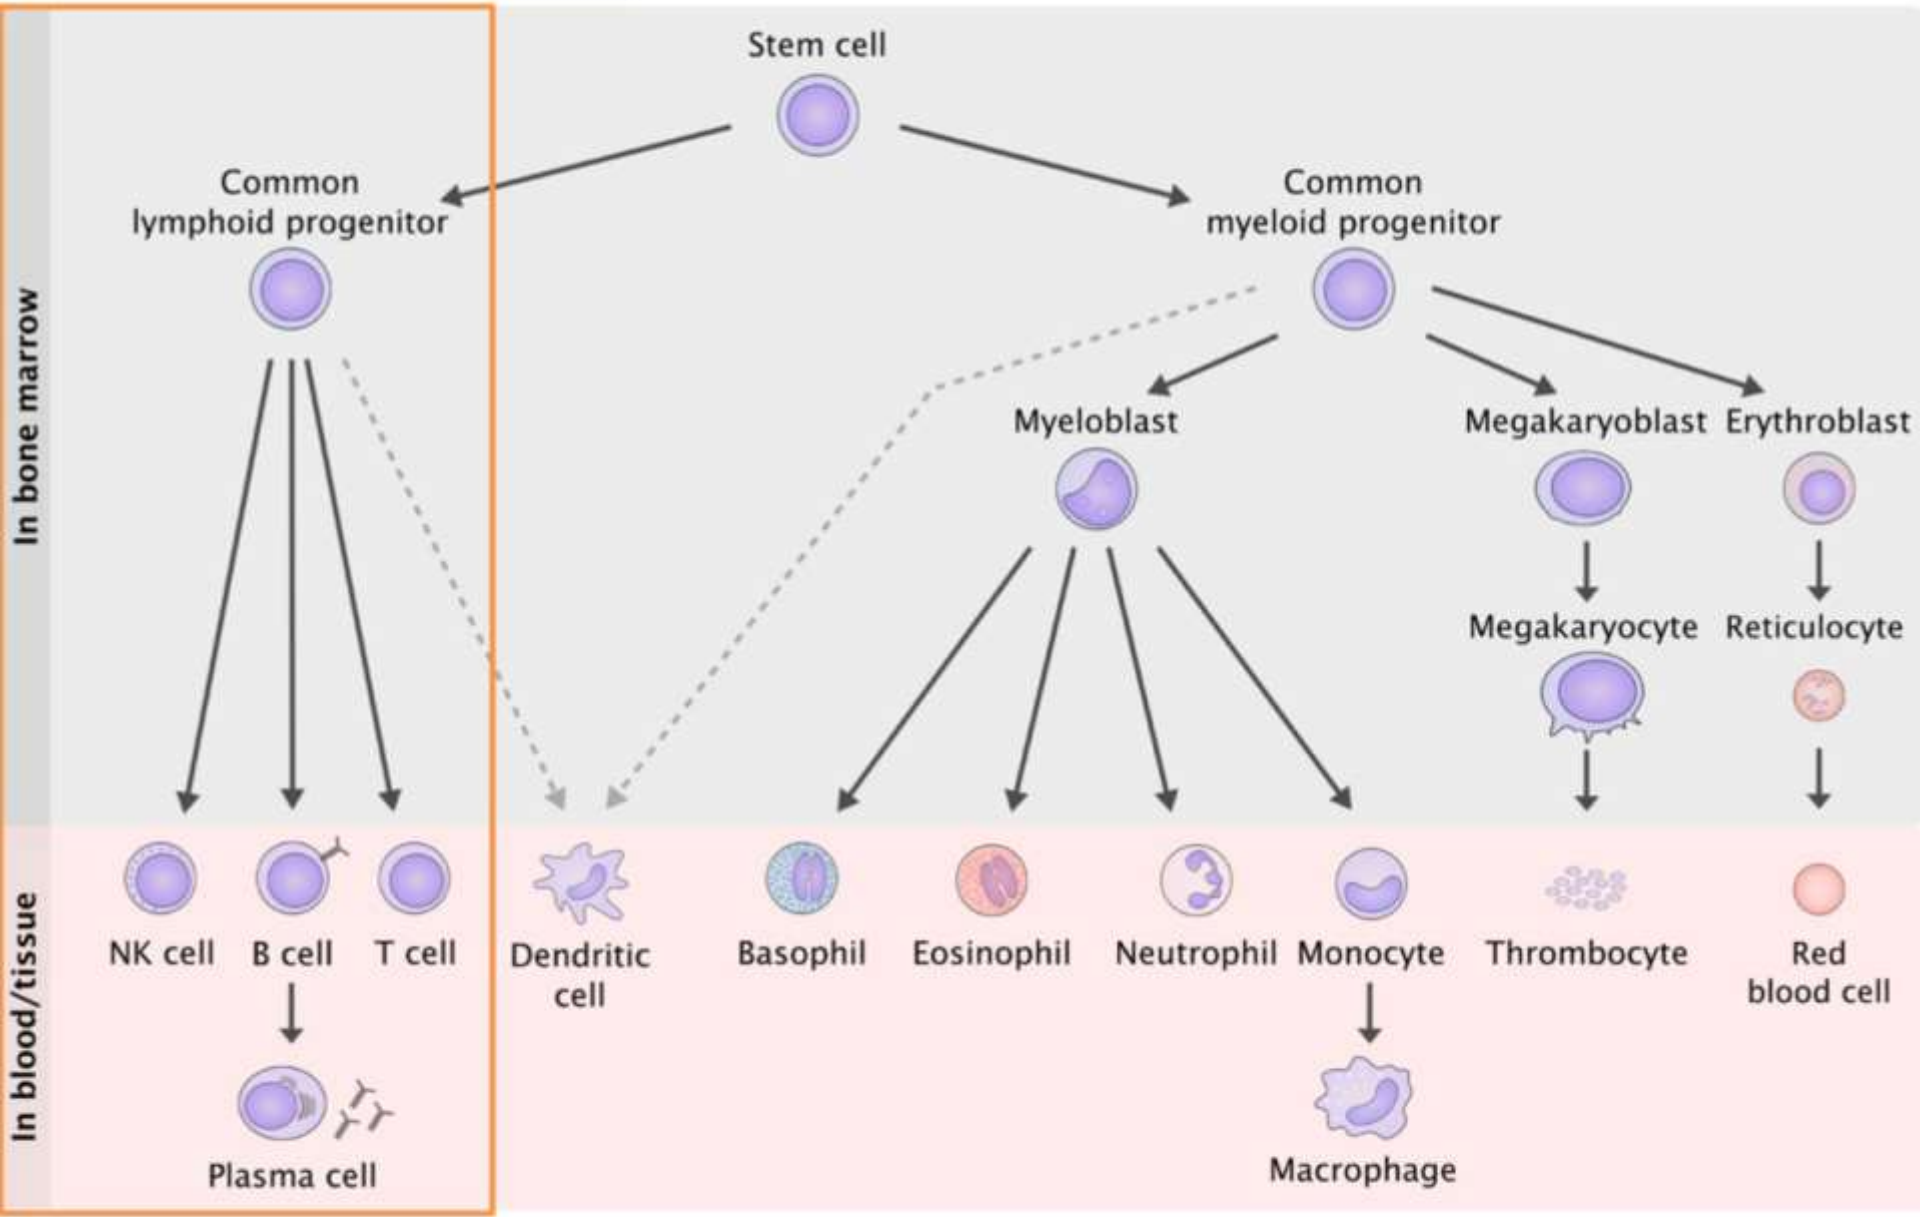 Stem cell
Common
lymphoid progenitor
Common
myeloid progenitor
In bone marrow
Myeloblast
Megakaryoblast
Erythroblast
Megakaryocyte
Reticulocyte
In blood/tissue
NK cell
B cell
T cell
Dendritic
cell
Basophil
Eosinophil
Neutrophil
Monocyte
Thrombocyte
Red
blood cell
Plasma cell
Macrophage